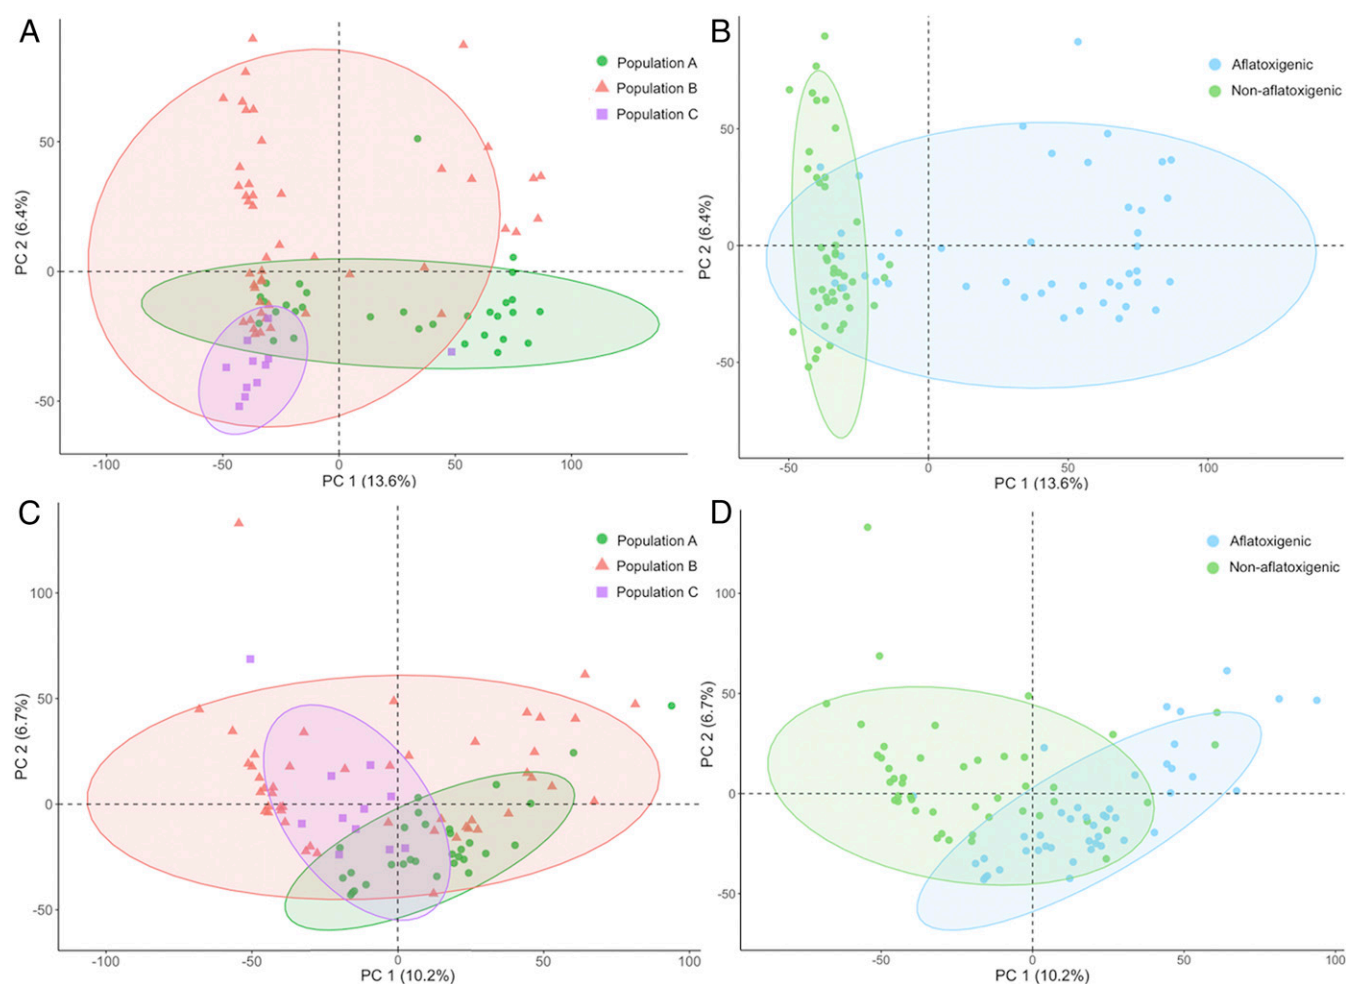 A
Population A
Population B
Population C
PC 2 (6.4%)
50
0
-50
-100
-50
0
50
100
PC 1 (13.6%)
B
Aflatoxigenic
Non-aflatoxigenic
PC 2 (6.4%)
50
0
-50
-50
0
50
100
PC 1 (13.6%)
C
Population A
Population B
Population C
PC 2 (6.7%)
100
50
0
-50
-100
-50
0
50
100
PC 1 (10.2%)
D
Aflatoxigenic
Non-aflatoxigenic
PC 2 (6.7%)
100
50
0
-50
-50
0
50
100
PC 1 (10.2%)